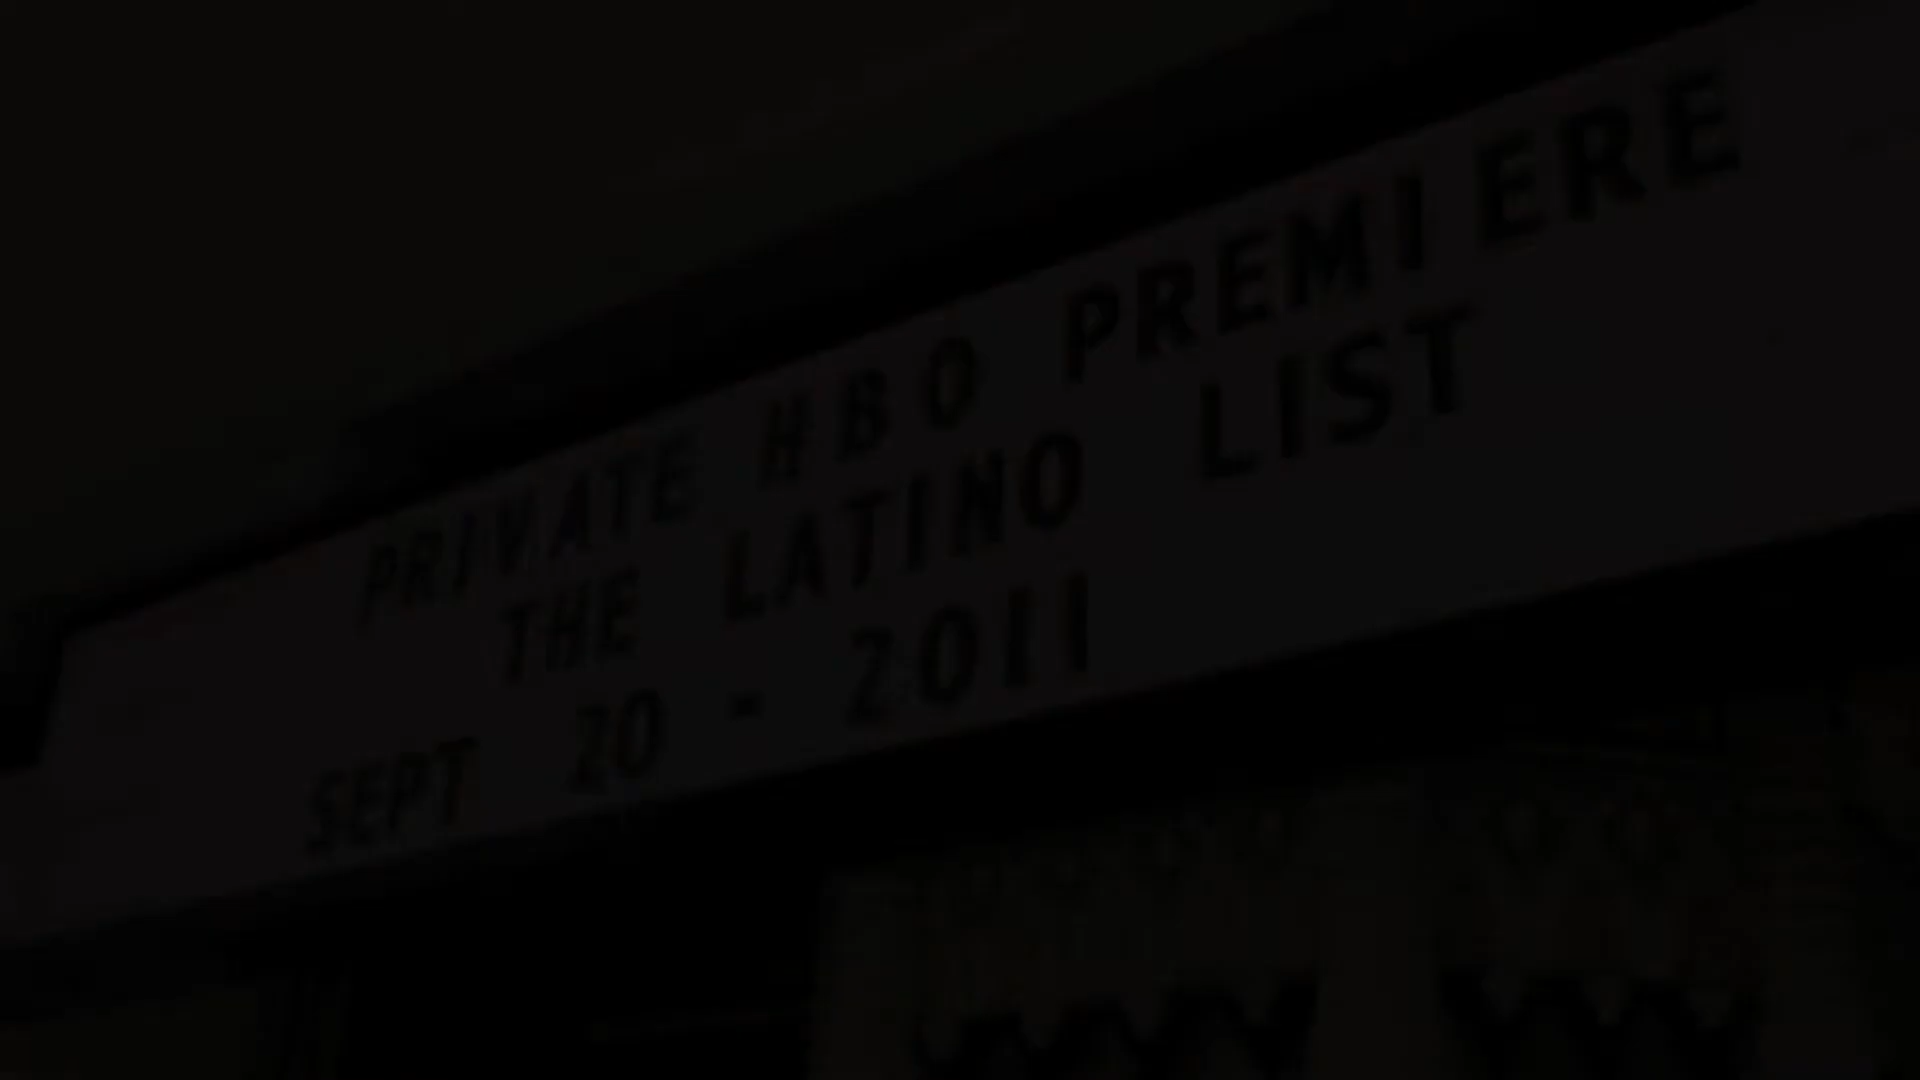 PRIVATE HBO PREMIERE
THE LATINO LIST
SEPT 20 - 2011